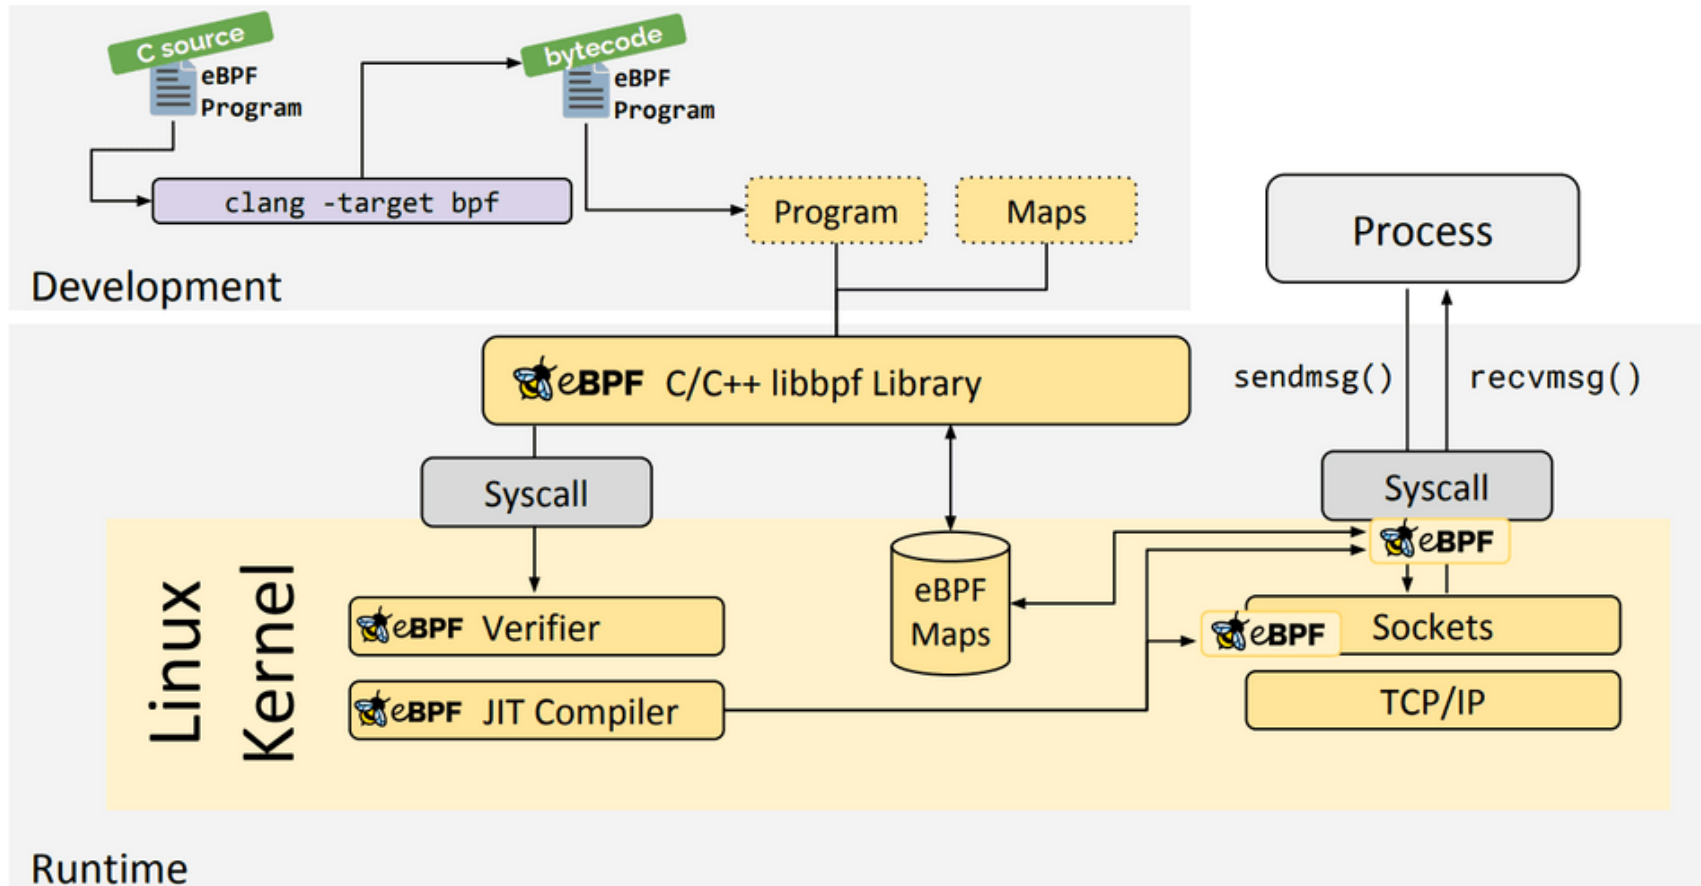 C source
eBPF
Program
bytecode
eBPF
Program
clang -target bpf
Program
Maps
Process
Development
eBPF C/C++ libbpf Library
sendmsg()
recvmsg()
Syscall
Syscall
eBPF
Linux
Kernel
eBPF
Maps
eBPF Verifier
eBPF Sockets
eBPF JIT Compiler
TCP/IP
Runtime